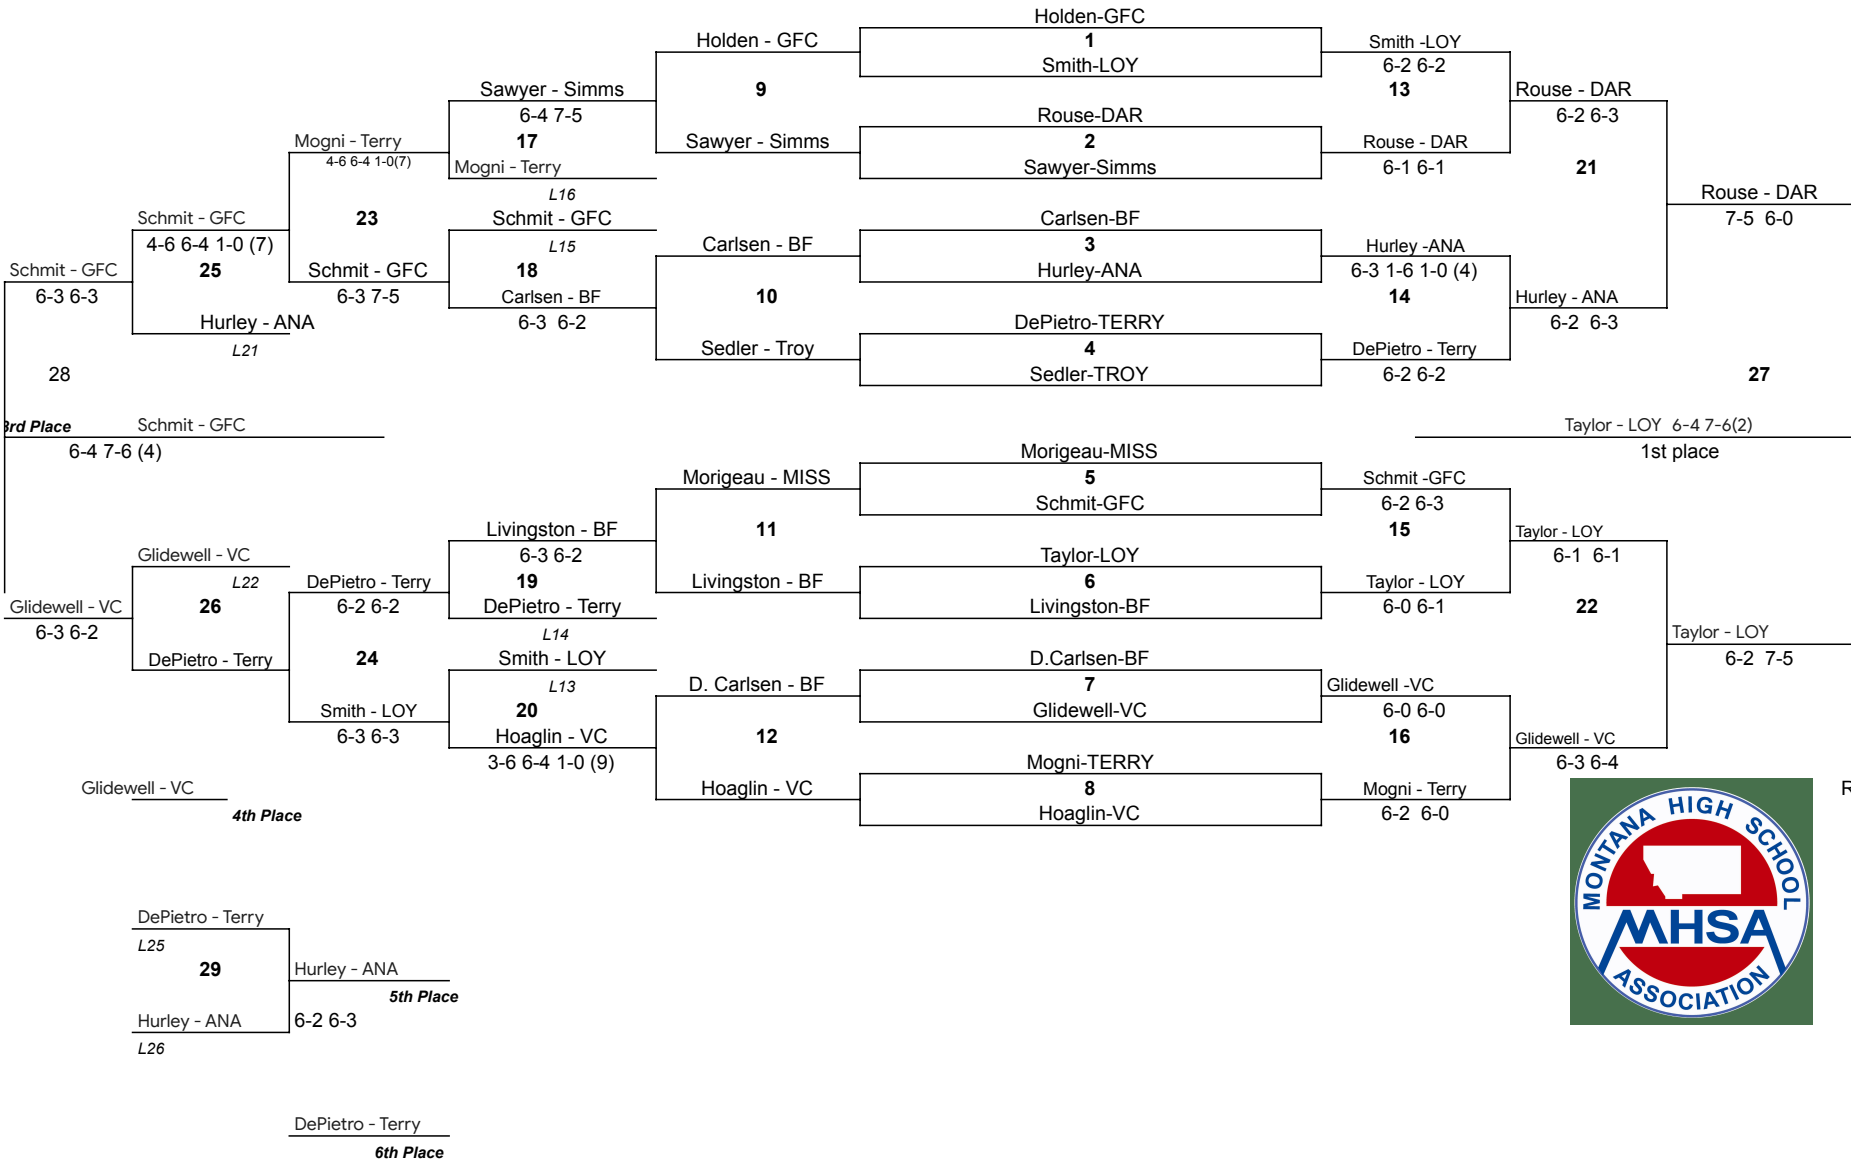 Holden-GFC
Holden - GFC
1
Smith -LOY
Smith-LOY
6-2 6-2
Sawyer - Simms
9
13
Rouse - DAR
6-4 7-5
Rouse-DAR
6-2 6-3
Mogni - Terry
17
Sawyer - Simms
2
Rouse - DAR
4-6 6-4 1-0(7)
Mogni - Terry
Sawyer-Simms
6-1 6-1
21
L16
Rouse - DAR
Schmit - GFC
23
Schmit - GFC
Carlsen-BF
7-5 6-0
4-6 6-4 1-0 (7)
L15
Carlsen - BF
3
Hurley -ANA
Schmit - GFC
25
Schmit - GFC
18
Hurley-ANA
6-3 1-6 1-0 (4)
6-3 6-3
6-3 7-5
Carlsen - BF
10
14
Hurley - ANA
Hurley - ANA
6-3 6-2
DePietro-TERRY
6-2 6-3
L21
Sedler - Troy
4
DePietro - Terry
28
Sedler-TROY
6-2 6-2
27
3rd Place
Schmit - GFC
Taylor - LOY 6-4 7-6(2)
6-4 7-6 (4)
Morigeau-MISS
1st place
Morigeau - MISS
5
Schmit -GFC
Schmit-GFC
6-2 6-3
Livingston - BF
11
15
Taylor - LOY
Glidewell - VC
6-3 6-2
Taylor-LOY
6-1 6-1
L22
DePietro - Terry
19
Livingston - BF
6
Taylor - LOY
Glidewell - VC
26
6-2 6-2
DePietro - Terry
Livingston-BF
6-0 6-1
22
6-3 6-2
L14
Taylor - LOY
DePietro - Terry
24
Smith - LOY
D.Carlsen-BF
6-2 7-5
L13
D. Carlsen - BF
7
Glidewell -VC
Smith - LOY
20
Glidewell-VC
6-0 6-0
6-3 6-3
Hoaglin - VC
12
16
Glidewell - VC
3-6 6-4 1-0 (9)
Mogni-TERRY
6-3 6-4
Glidewell - VC
Hoaglin - VC
8
Mogni - Terry
R
4th Place
Hoaglin-VC
6-2 6-0
MONTANA HIGH SCHOOL
MHSA
ASSOCIATION
DePietro - Terry
L25
29
Hurley - ANA
5th Place
Hurley - ANA
6-2 6-3
L26
DePietro - Terry
6th Place